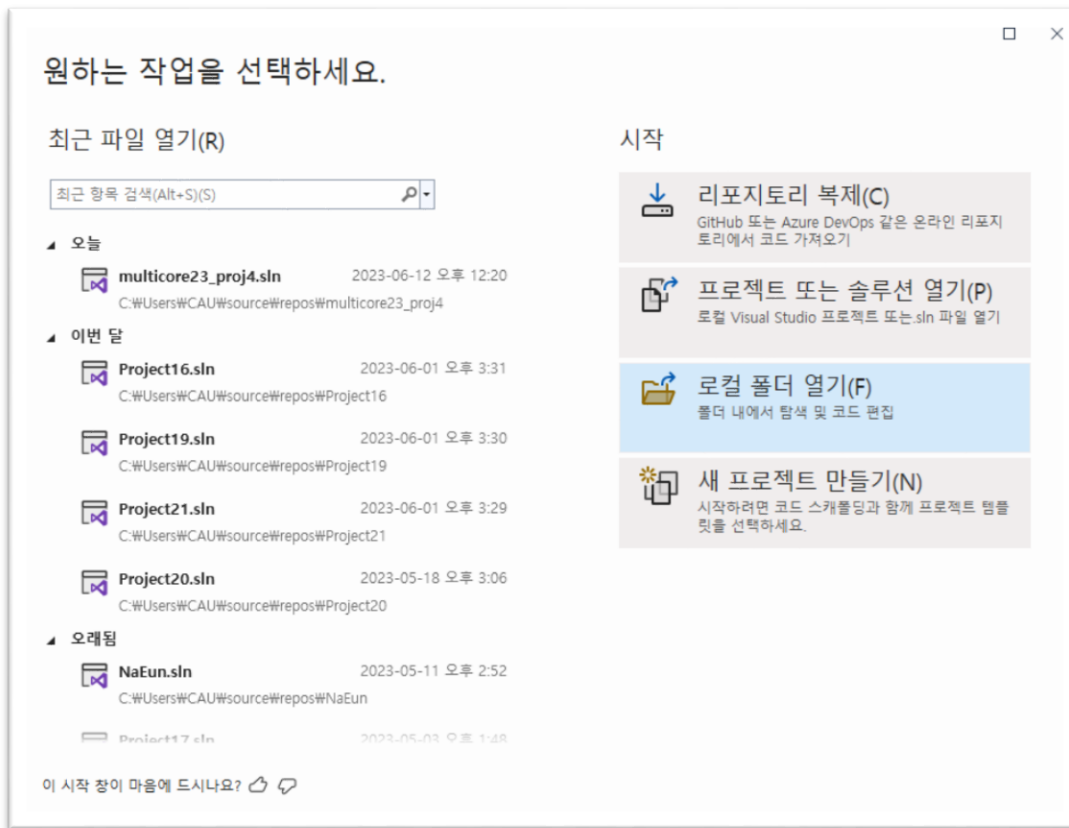 원하는 작업을 선택하세요.
최근 파일 열기(R)
최근 항목 검색(Alt+S)(S)
오늘
multicore23_proj4.sln 2023-06-12 오후 12:20
C:₩Users₩CAU₩source₩repos₩multicore23_proj4
이번 달
Project16.sln 2023-06-01 오후 3:31
C:₩Users₩CAU₩source₩repos₩Project16
Project19.sln 2023-06-01 오후 3:30
C:₩Users₩CAU₩source₩repos₩Project19
Project21.sln 2023-06-01 오후 3:29
C:₩Users₩CAU₩source₩repos₩Project21
Project20.sln 2023-05-18 오후 3:06
C:₩Users₩CAU₩source₩repos₩Project20
오래됨
NaEun.sln 2023-05-11 오후 2:52
C:₩Users₩CAU₩source₩repos₩NaEun
Project17.sln 2023-05-03 오후 1:48
이 시작 창이 마음에 드시나요?
시작
리포지토리 복제(C)
GitHub 또는 Azure DevOps 같은 온라인 리포지
토리에서 코드 가져오기
프로젝트 또는 솔루션 열기(P)
로컬 Visual Studio 프로젝트 또는.sln 파일 열기
로컬 폴더 열기(F)
폴더 내에서 탐색 및 코드 편집
새 프로젝트 만들기(N)
시작하려면 코드 스캐폴딩과 함께 프로젝트 템플
릿을 선택하세요.